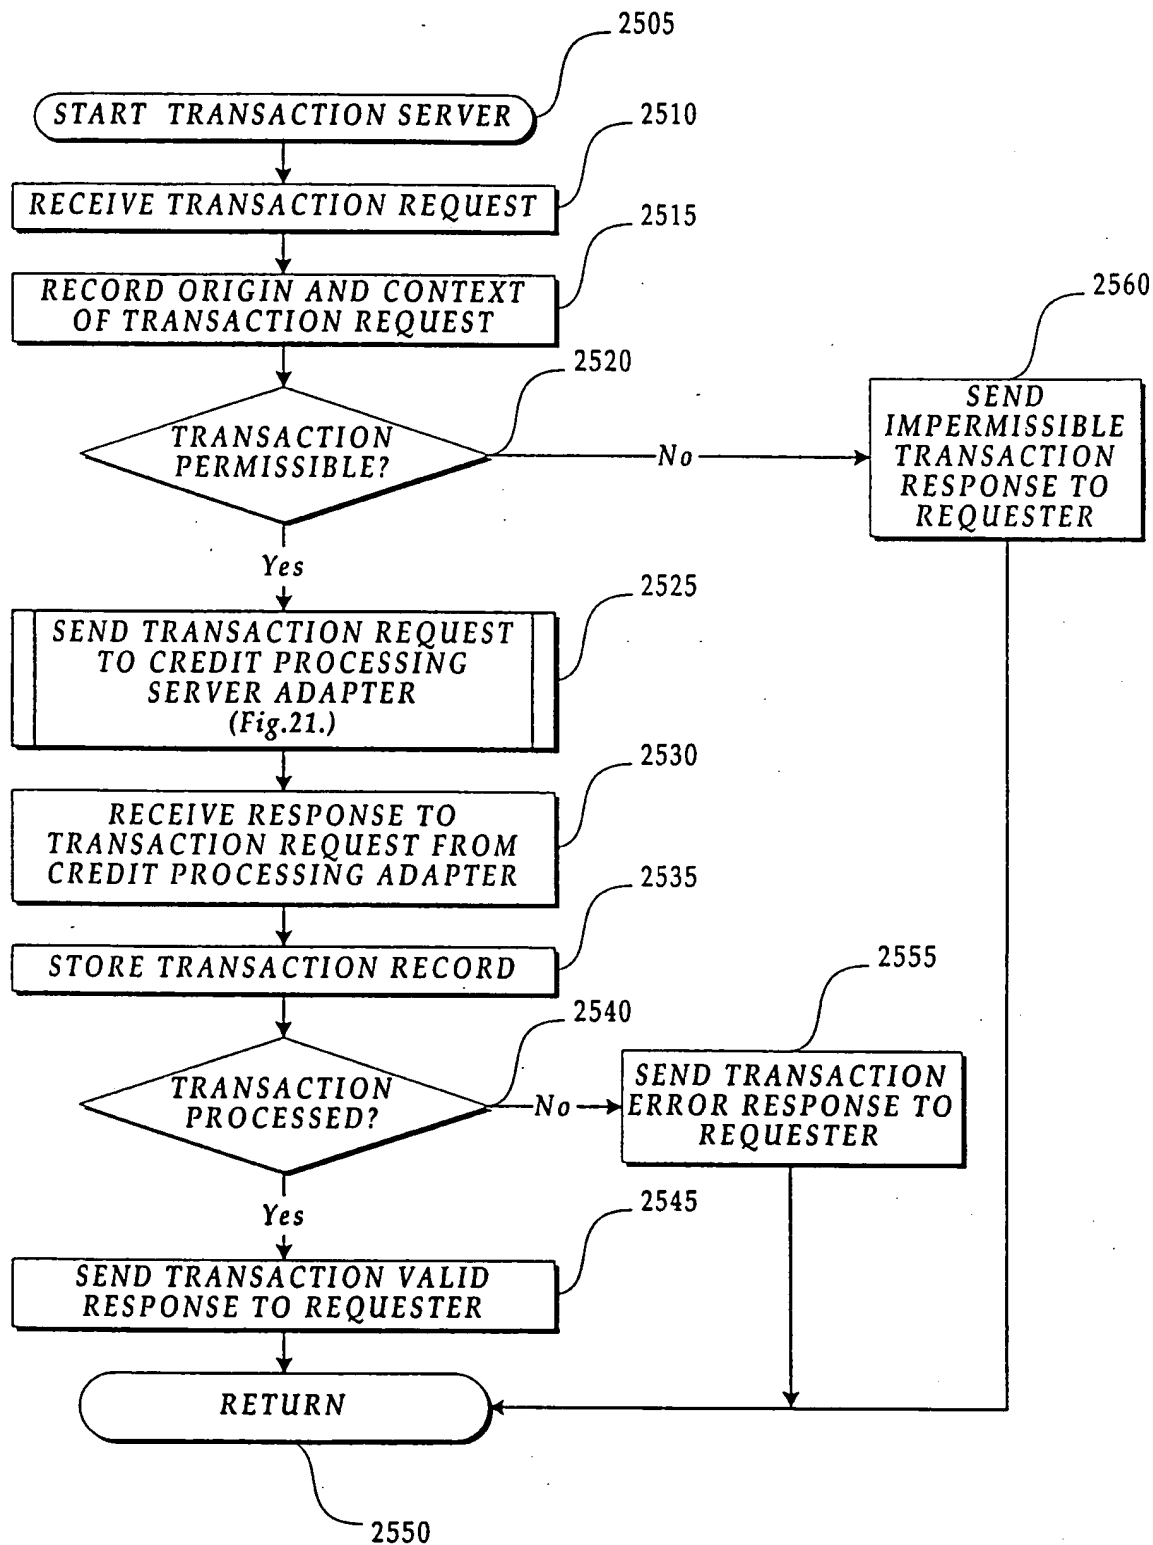 2505
START TRANSACTION SERVER
2510
RECEIVE TRANSACTION REQUEST
2515
RECORD ORIGIN AND CONTEXT
OF TRANSACTION REQUEST
2520
TRANSACTION
PERMISSIBLE?
No
2560
SEND
IMPERMISSIBLE
TRANSACTION
RESPONSE TO
REQUESTER
Yes
2525
SEND TRANSACTION REQUEST
TO CREDIT PROCESSING
SERVER ADAPTER
(Fig.21.)
2530
RECEIVE RESPONSE TO
TRANSACTION REQUEST FROM
CREDIT PROCESSING ADAPTER
2535
STORE TRANSACTION RECORD
2540
TRANSACTION
PROCESSED?
No
2555
SEND TRANSACTION
ERROR RESPONSE TO
REQUESTER
Yes
2545
SEND TRANSACTION VALID
RESPONSE TO REQUESTER
RETURN
2550